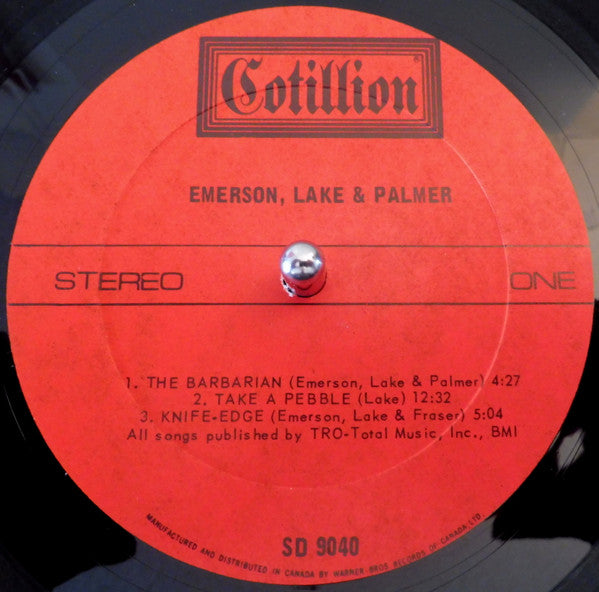 Cotillion®
EMERSON, LAKE & PALMER
STEREO ONE
1. THE BARBARIAN (Emerson, Lake & Palmer) 4:27
2. TAKE A PEBBLE (Lake) 12:32
3. KNIFE-EDGE (Emerson, Lake & Fraser) 5:04
All songs published by TRO-Total Music, Inc., BMI
SD 9040
MANUFACTURED AND DISTRIBUTED IN CANADA BY WARNER BROS. RECORDS OF CANADA, LTD.